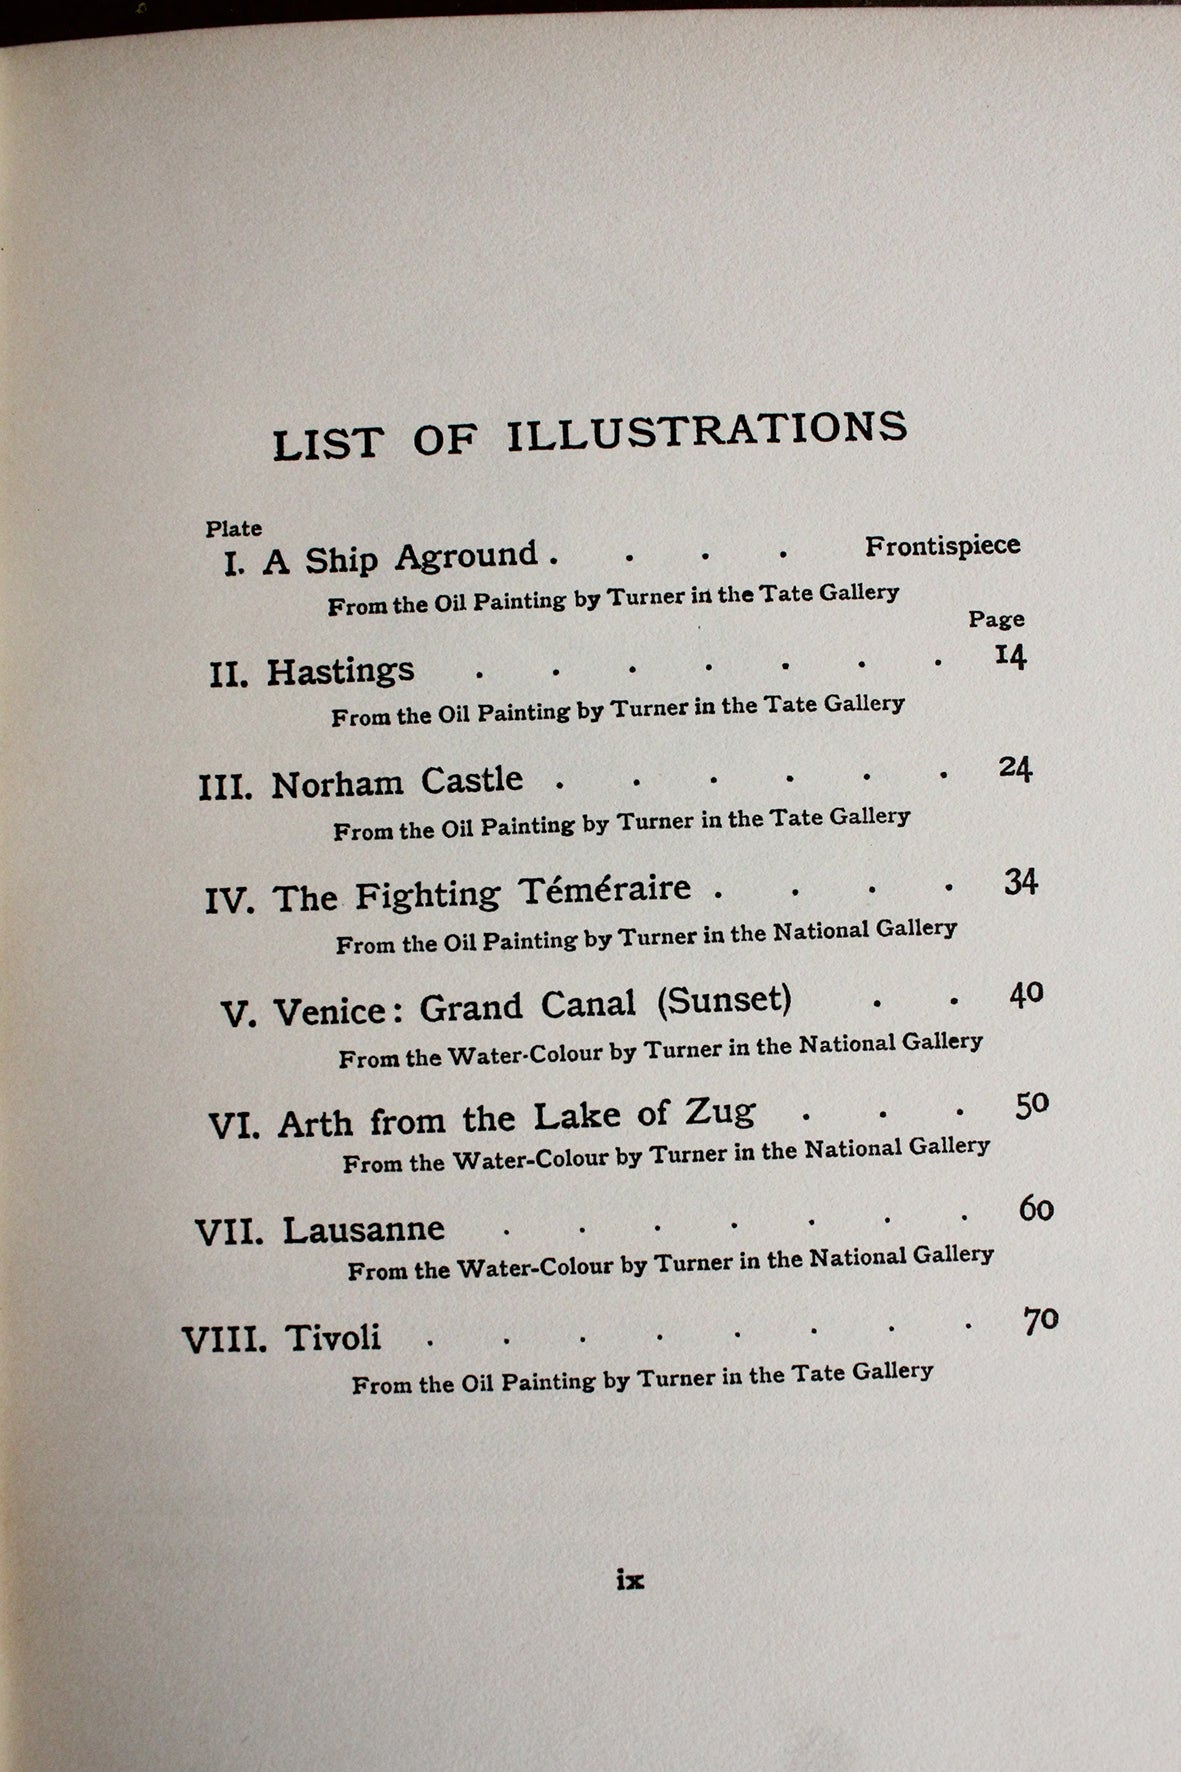 LIST OF ILLUSTRATIONS
Plate
I. A Ship Aground . . . . Frontispiece
From the Oil Painting by Turner in the Tate Gallery
Page
II. Hastings . . . . . . . 14
From the Oil Painting by Turner in the Tate Gallery
III. Norham Castle . . . . . . 24
From the Oil Painting by Turner in the Tate Gallery
IV. The Fighting Téméraire . . . . 34
From the Oil Painting by Turner in the National Gallery
V. Venice: Grand Canal (Sunset) . . 40
From the Water-Colour by Turner in the National Gallery
VI. Arth from the Lake of Zug . . . 50
From the Water-Colour by Turner in the National Gallery
VII. Lausanne . . . . . . . 60
From the Water-Colour by Turner in the National Gallery
VIII. Tivoli . . . . . . . . 70
From the Oil Painting by Turner in the Tate Gallery
ix